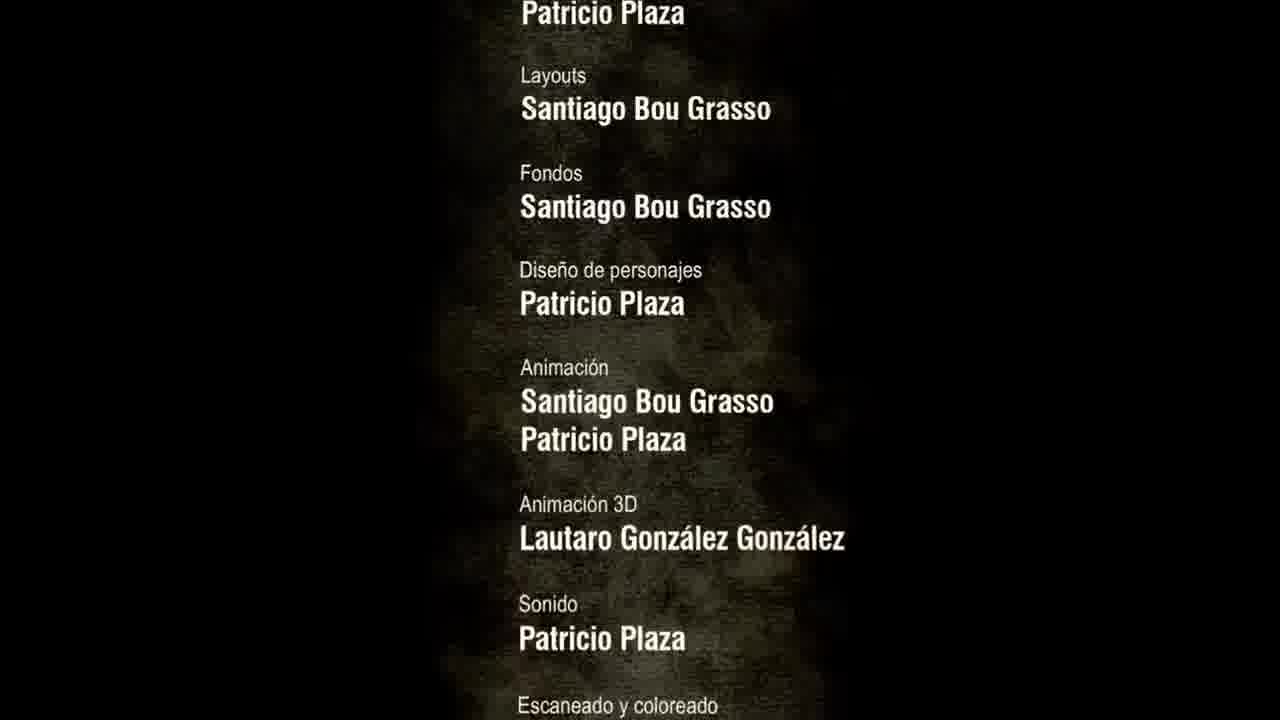 Patricio Plaza
Layouts
Santiago Bou Grasso
Fondos
Santiago Bou Grasso
Diseño de personajes
Patricio Plaza
Animación
Santiago Bou Grasso
Patricio Plaza
Animación 3D
Lautaro González González
Sonido
Patricio Plaza
Escaneado y coloreado